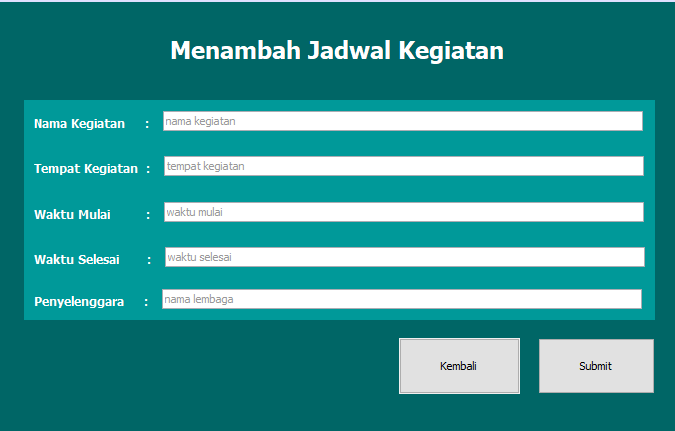 Menambah Jadwal Kegiatan
Nama Kegiatan : nama kegiatan
Tempat Kegiatan : tempat kegiatan
Waktu Mulai : waktu mulai
Waktu Selesai : waktu selesai
Penyelenggara : nama lembaga
Kembali Submit